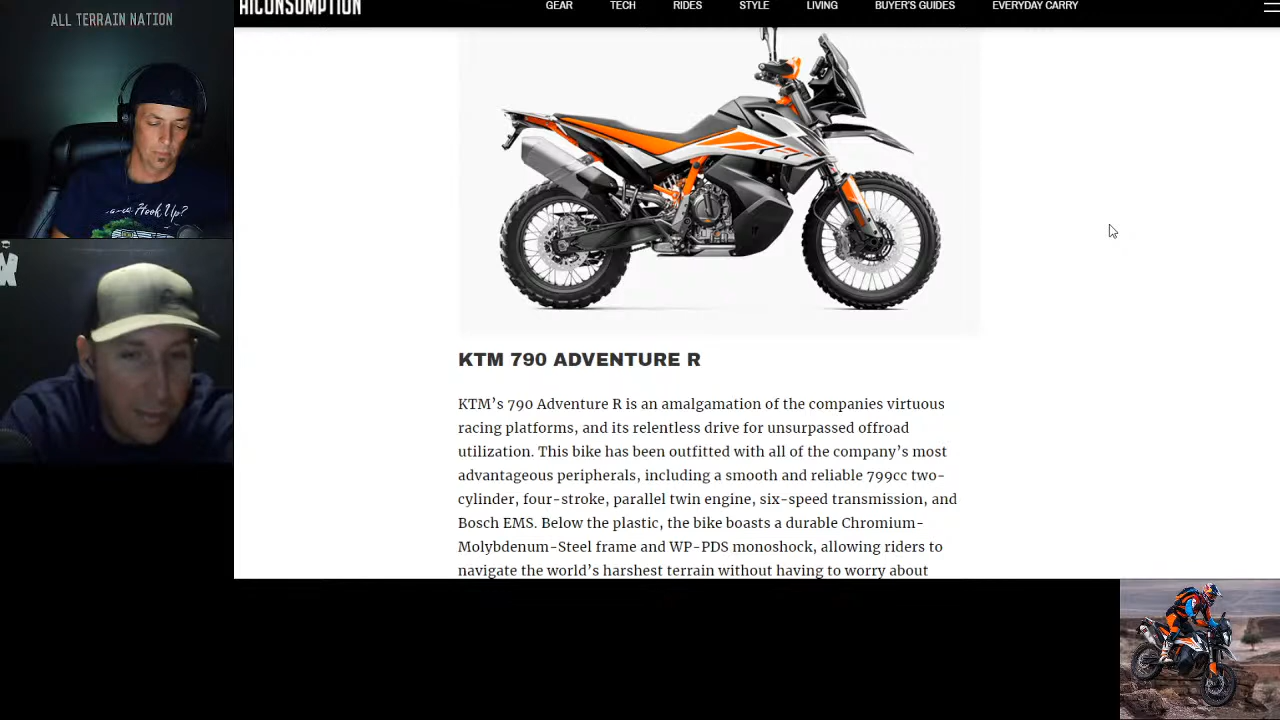 ALL TERRAIN NATION
HICONSUMPTION
GEAR TECH RIDES STYLE LIVING BUYER'S GUIDES EVERYDAY CARRY
Hook Up?
KTM 790 ADVENTURE R
KTM’s 790 Adventure R is an amalgamation of the companies virtuous
racing platforms, and its relentless drive for unsurpassed offroad
utilization. This bike has been outfitted with all of the company’s most
advantageous peripherals, including a smooth and reliable 799cc two-
cylinder, four-stroke, parallel twin engine, six-speed transmission, and
Bosch EMS. Below the plastic, the bike boasts a durable Chromium-
Molybdenum-Steel frame and WP-PDS monoshock, allowing riders to
navigate the world’s harshest terrain without having to worry about